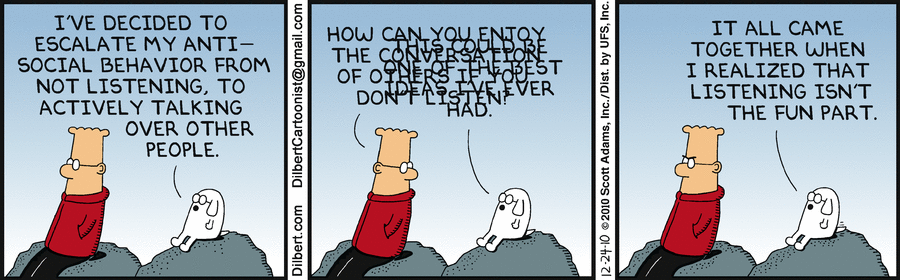 I'VE DECIDED TO
ESCALATE MY ANTI-
SOCIAL BEHAVIOR FROM
NOT LISTENING, TO
ACTIVELY TALKING
OVER OTHER
PEOPLE.
Dilbert.com DilbertCartoonist@gmail.com
HOW CAN YOU ENJOY
THE CONVERSATION
OF OTHERS IF YOU
DON'T LISTEN?
THIS COULD BE
ONE OF THE BEST
IDEAS I'VE EVER
HAD.
12-24-10 © 2010 Scott Adams, Inc./Dist. by UFS, Inc.
IT ALL CAME
TOGETHER WHEN
I REALIZED THAT
LISTENING ISN'T
THE FUN PART.